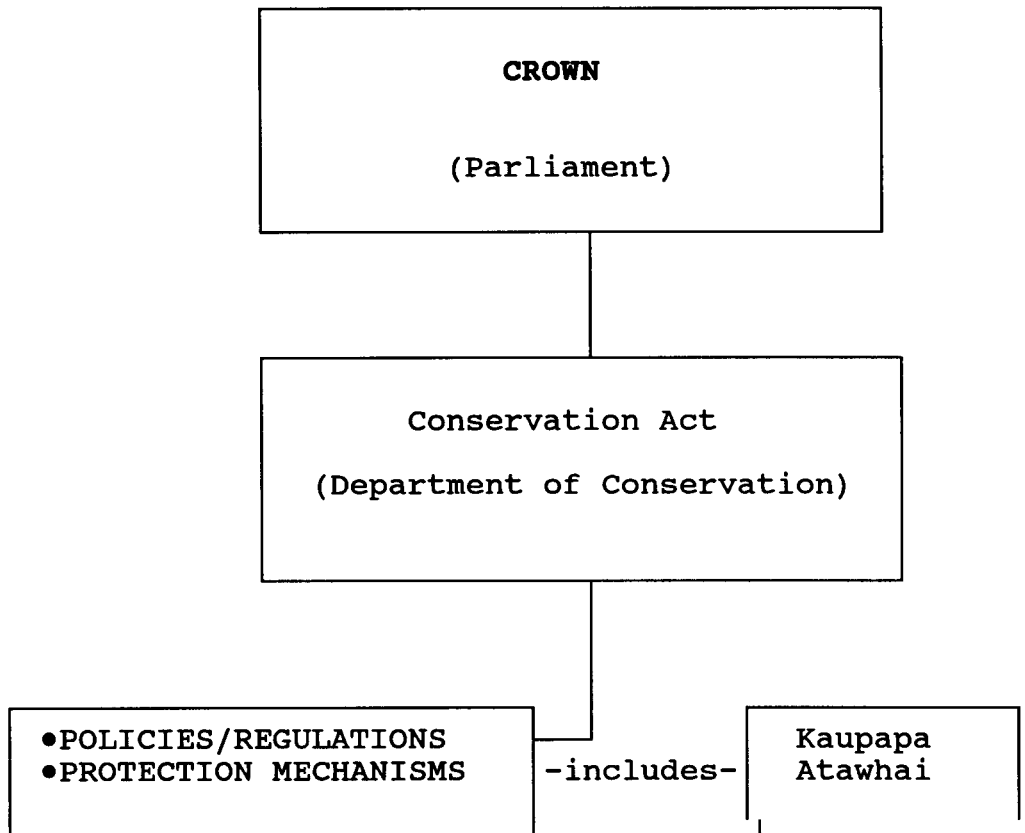 CROWN
(Parliament)
Conservation Act
(Department of Conservation)
●POLICIES/REGULATIONS
●PROTECTION MECHANISMS
-includes-
Kaupapa
Atawhai